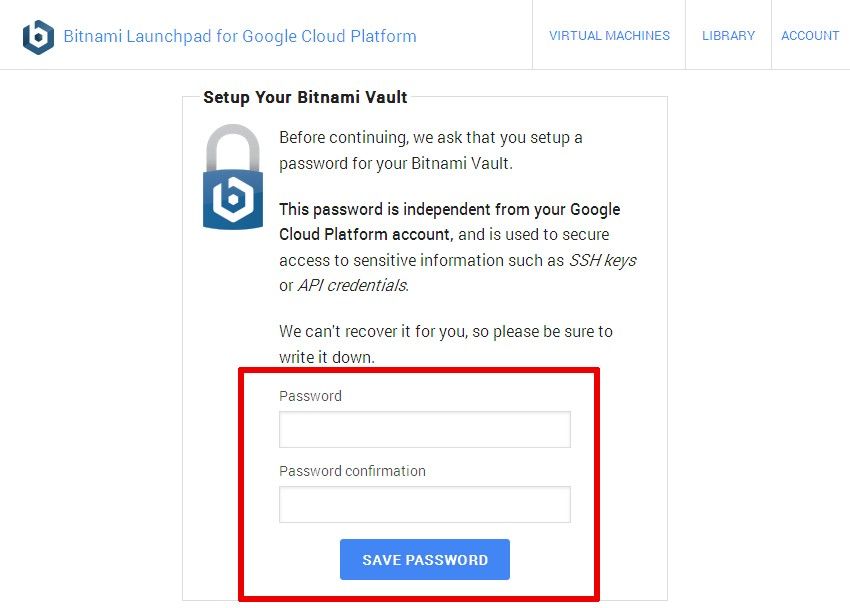 Bitnami Launchpad for Google Cloud Platform
VIRTUAL MACHINES
LIBRARY
ACCOUNT
Setup Your Bitnami Vault
Before continuing, we ask that you setup a
password for your Bitnami Vault.
This password is independent from your Google
Cloud Platform account, and is used to secure
access to sensitive information such as SSH keys
or API credentials.
We can't recover it for you, so please be sure to
write it down.
Password
Password confirmation
SAVE PASSWORD